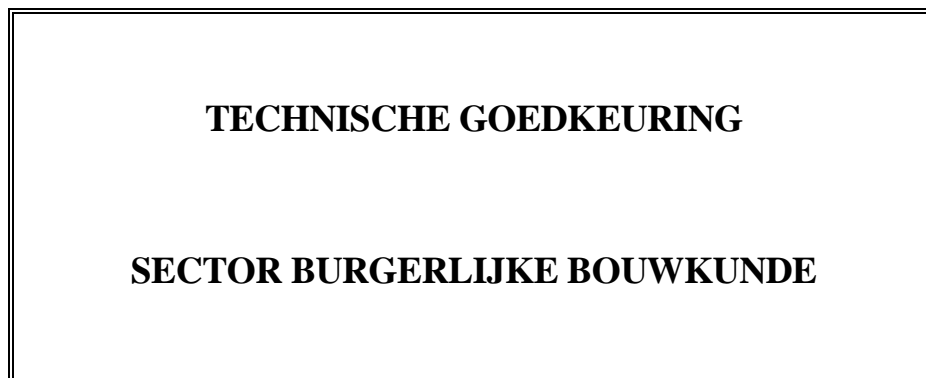 TECHNISCHE GOEDKEURING
SECTOR BURGERLIJKE BOUWKUNDE